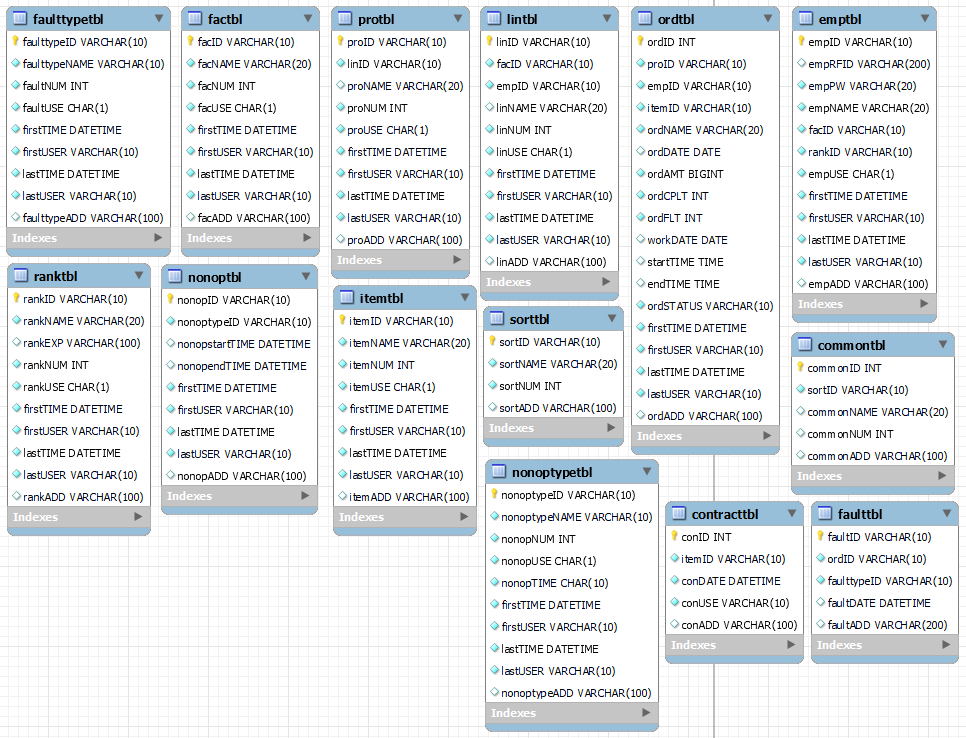 faulttypetbl
faulttypeID VARCHAR(10)
faulttypeNAME VARCHAR(10)
faultNUM INT
faultUSE CHAR(1)
firstTIME DATETIME
firstUSER VARCHAR(10)
lastTIME DATETIME
lastUSER VARCHAR(10)
faulttypeADD VARCHAR(100)
Indexes
factbl
facID VARCHAR(10)
facNAME VARCHAR(20)
facNUM INT
facUSE CHAR(1)
firstTIME DATETIME
firstUSER VARCHAR(10)
lastTIME DATETIME
lastUSER VARCHAR(10)
facADD VARCHAR(100)
Indexes
protbl
proID VARCHAR(10)
linID VARCHAR(10)
proNAME VARCHAR(20)
proNUM INT
proUSE CHAR(1)
firstTIME DATETIME
firstUSER VARCHAR(10)
lastTIME DATETIME
lastUSER VARCHAR(10)
proADD VARCHAR(100)
Indexes
lintbl
linID VARCHAR(10)
facID VARCHAR(10)
empID VARCHAR(10)
linNAME VARCHAR(20)
linNUM INT
linUSE CHAR(1)
firstTIME DATETIME
firstUSER VARCHAR(10)
lastTIME DATETIME
lastUSER VARCHAR(10)
linADD VARCHAR(100)
Indexes
ordtbl
ordID INT
proID VARCHAR(10)
empID VARCHAR(10)
itemID VARCHAR(10)
ordNAME VARCHAR(20)
ordDATE DATE
ordAMT BIGINT
ordCPLT INT
ordFLT INT
workDATE DATE
startTIME TIME
endTIME TIME
ordSTATUS VARCHAR(10)
firstTIME DATETIME
firstUSER VARCHAR(10)
lastTIME DATETIME
lastUSER VARCHAR(10)
ordADD VARCHAR(100)
Indexes
emptbl
empID VARCHAR(10)
empRFID VARCHAR(200)
empPW VARCHAR(20)
empNAME VARCHAR(20)
facID VARCHAR(10)
rankID VARCHAR(10)
empUSE CHAR(1)
firstTIME DATETIME
firstUSER VARCHAR(10)
lastTIME DATETIME
lastUSER VARCHAR(10)
empADD VARCHAR(100)
Indexes
ranktbl
rankID VARCHAR(10)
rankNAME VARCHAR(20)
rankEXP VARCHAR(100)
rankNUM INT
rankUSE CHAR(1)
firstTIME DATETIME
firstUSER VARCHAR(10)
lastTIME DATETIME
lastUSER VARCHAR(10)
rankADD VARCHAR(100)
Indexes
nonoptbl
nonopID VARCHAR(10)
nonoptypeID VARCHAR(10)
nonopstartTIME DATETIME
nonopendTIME DATETIME
firstTIME DATETIME
firstUSER VARCHAR(10)
lastTIME DATETIME
lastUSER VARCHAR(10)
nonopADD VARCHAR(100)
Indexes
itemtbl
itemID VARCHAR(10)
itemNAME VARCHAR(20)
itemNUM INT
itemUSE CHAR(1)
firstTIME DATETIME
firstUSER VARCHAR(10)
lastTIME DATETIME
lastUSER VARCHAR(10)
itemADD VARCHAR(100)
Indexes
sorttbl
sortID VARCHAR(10)
sortNAME VARCHAR(20)
sortNUM INT
sortADD VARCHAR(100)
Indexes
commontbl
commonID INT
sortID VARCHAR(10)
commonNAME VARCHAR(20)
commonNUM INT
commonADD VARCHAR(100)
Indexes
nonoptypetbl
nonoptypeID VARCHAR(10)
nonoptypeNAME VARCHAR(10)
nonopNUM INT
nonopUSE CHAR(1)
nonopTIME CHAR(10)
firstTIME DATETIME
firstUSER VARCHAR(10)
lastTIME DATETIME
lastUSER VARCHAR(10)
nonoptypeADD VARCHAR(100)
Indexes
contracttbl
conID INT
itemID VARCHAR(10)
conDATE DATETIME
conUSE VARCHAR(10)
conADD VARCHAR(100)
Indexes
faulttbl
faultID VARCHAR(10)
ordID VARCHAR(10)
faulttypeID VARCHAR(10)
faultDATE DATETIME
faultADD VARCHAR(200)
Indexes